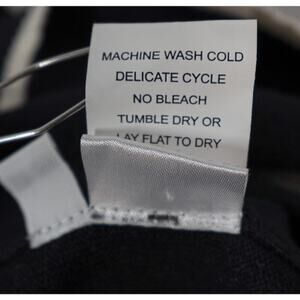 MACHINE WASH COLD
DELICATE CYCLE
NO BLEACH
TUMBLE DRY OR
LAY FLAT TO DRY